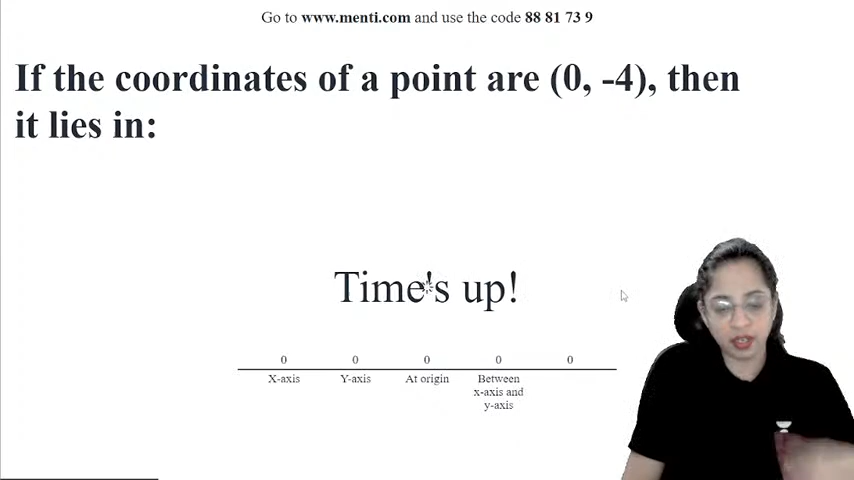 Go to www.menti.com and use the code 88 81 73 9
If the coordinates of a point are (0, -4), then
it lies in:
Time's up!
0 0 0 0 0
X-axis Y-axis At origin Between
x-axis and
y-axis